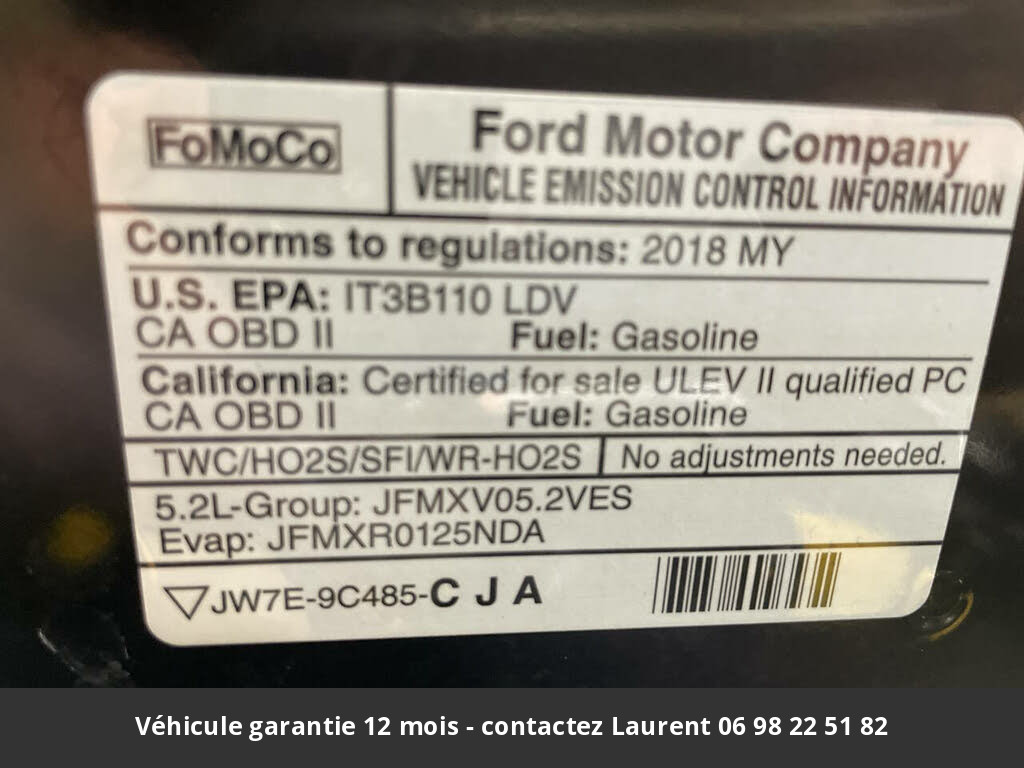 FoMoCo
Ford Motor Company
VEHICLE EMISSION CONTROL INFORMATION
Conforms to regulations: 2018 MY
U.S. EPA: IT3B110 LDV
CA OBD II Fuel: Gasoline
California: Certified for sale ULEV II qualified PC
CA OBD II Fuel: Gasoline
TWC/HO2S/SFI/WR-HO2S No adjustments needed.
5.2L-Group: JFMXV05.2VES
Evap: JFMXR0125NDA
JW7E-9C485-C J A
Véhicule garantie 12 mois - contactez Laurent 06 98 22 51 82